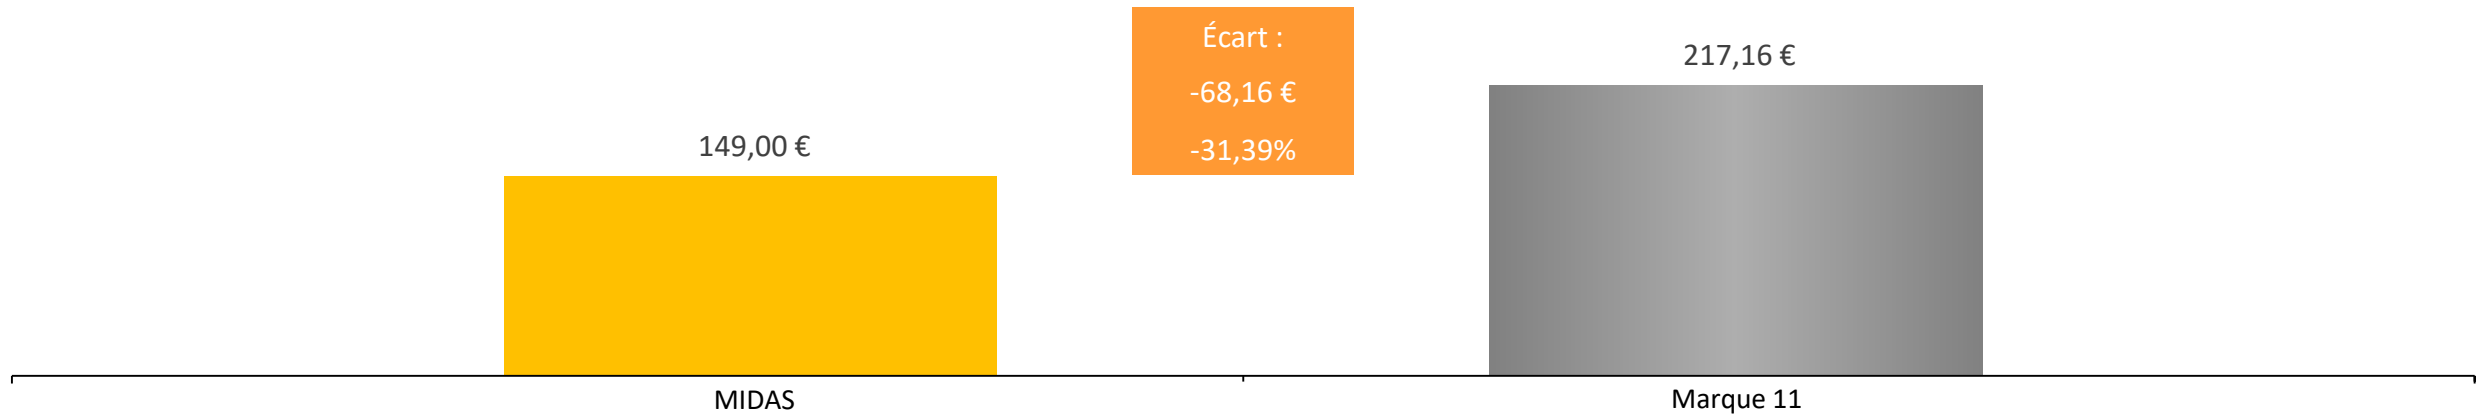 Écart :
-68,16 €
-31,39%
217,16 €
149,00 €
MIDAS
Marque 11